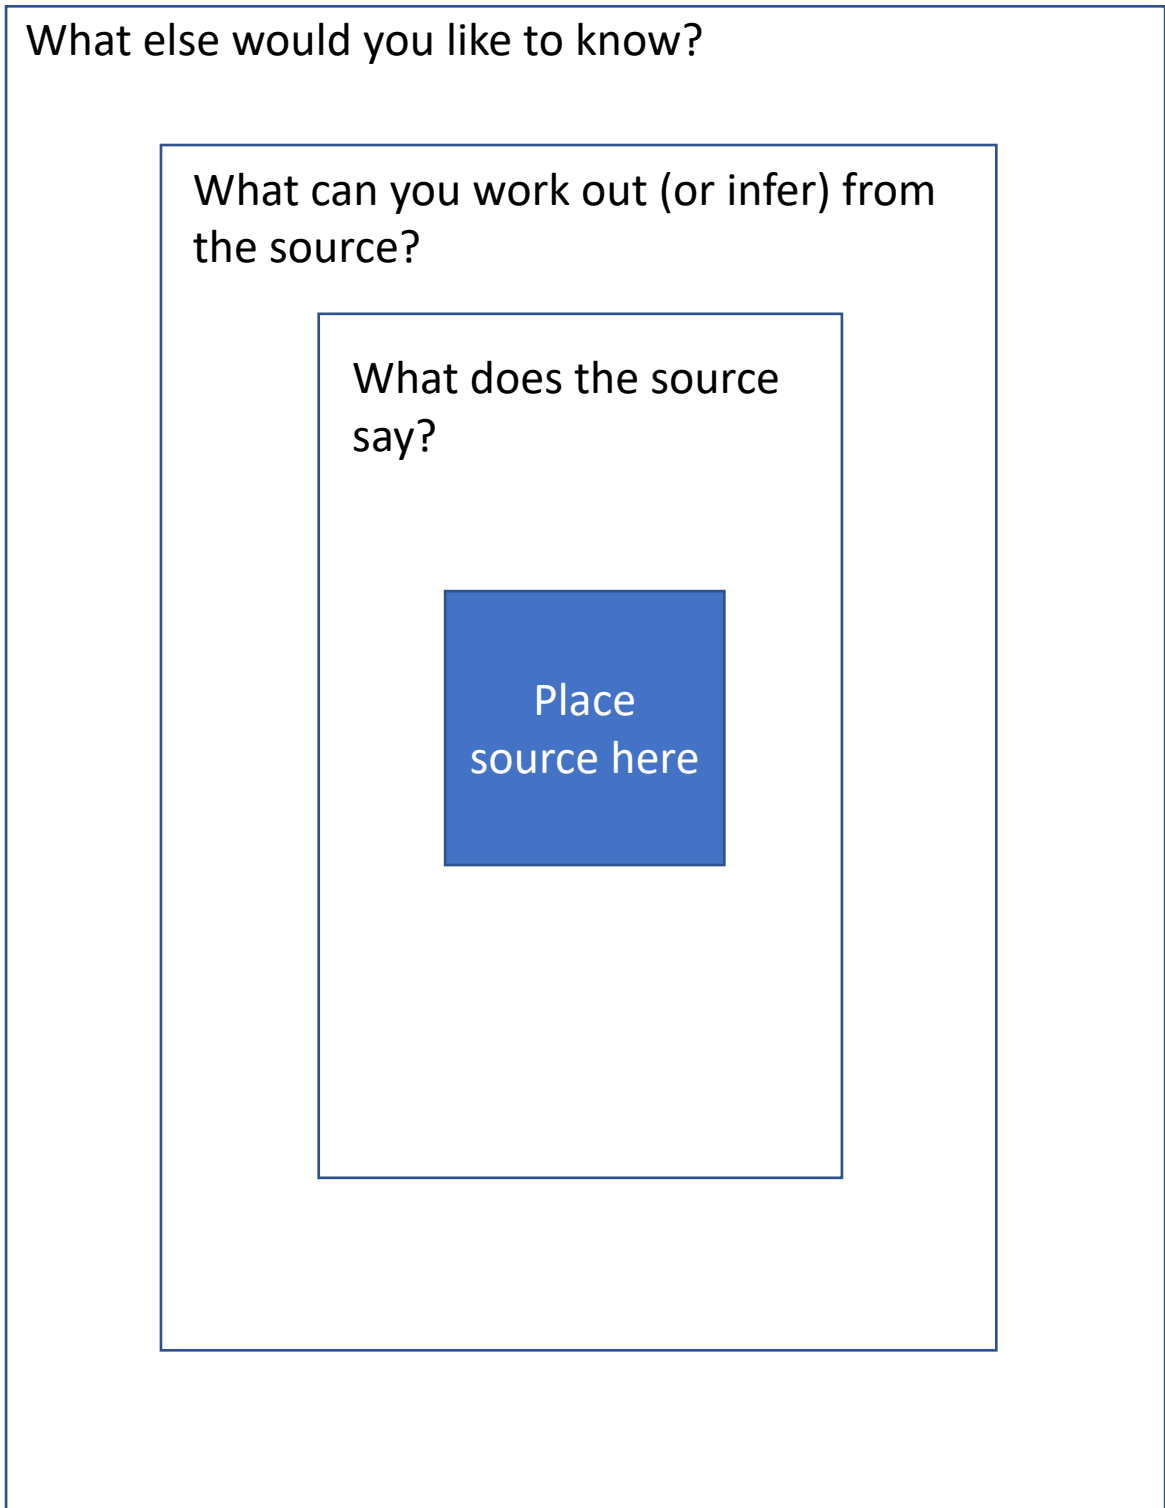 What else would you like to know?
What can you work out (or infer) from
the source?
What does the source
say?
Place
source here